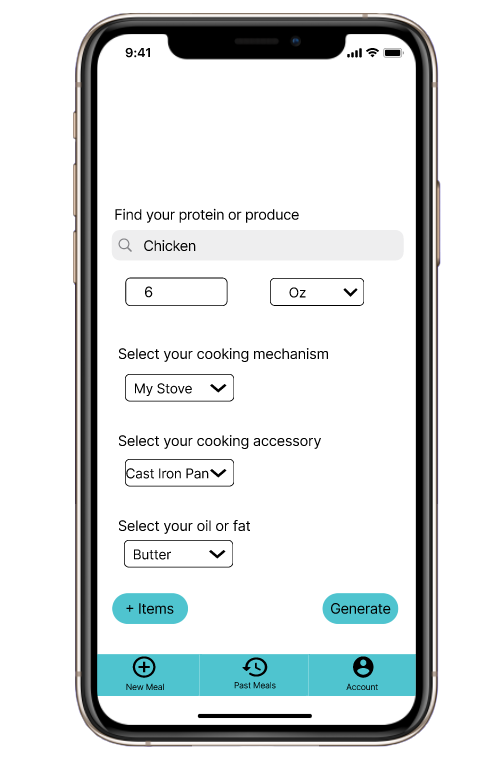 9:41
Find your protein or produce
Chicken
6
Oz
Select your cooking mechanism
My Stove
Select your cooking accessory
Cast Iron Pan
Select your oil or fat
Butter
+ Items
Generate
New Meal
Past Meals
Account